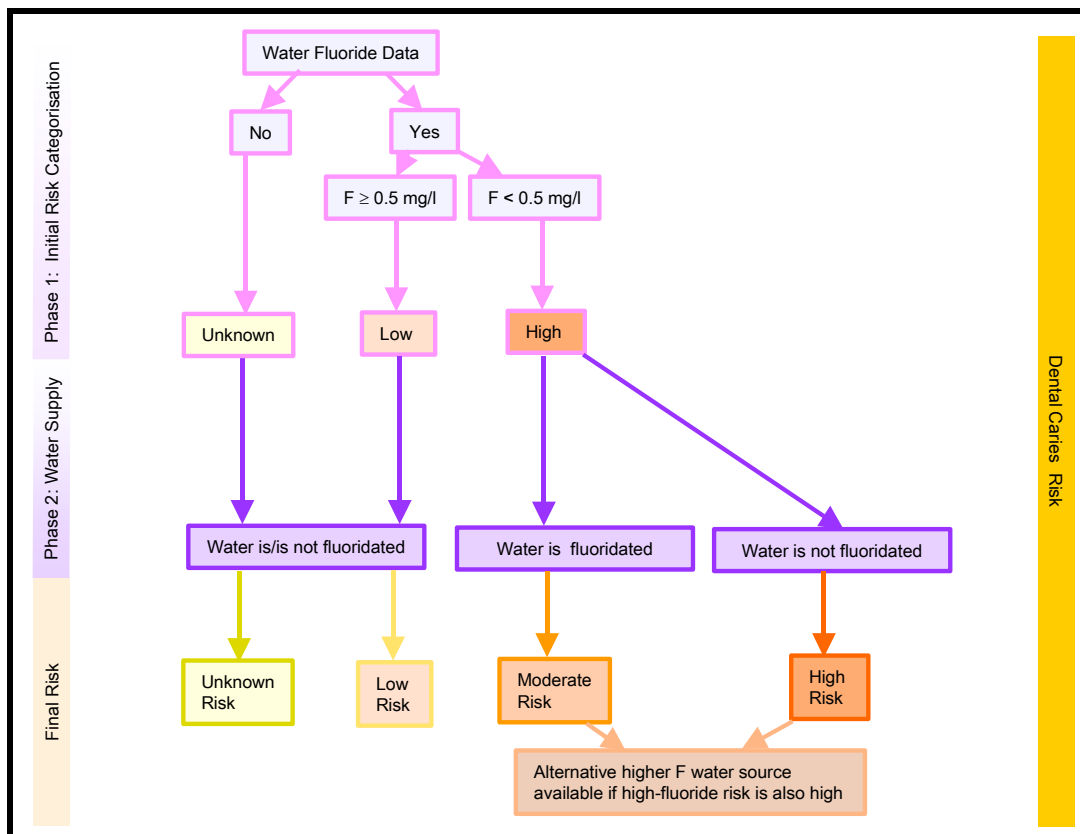 Water Fluoride Data
No
Yes
F ≥ 0.5 mg/l
F < 0.5 mg/l
Phase 1: Initial Risk Categorisation
Unknown
Low
High
Phase 2: Water Supply
Water is/is not fluoridated
Water is fluoridated
Water is not fluoridated
Final Risk
Unknown
Risk
Low
Risk
Moderate
Risk
High
Risk
Alternative higher F water source
available if high-fluoride risk is also high
Dental Caries Risk